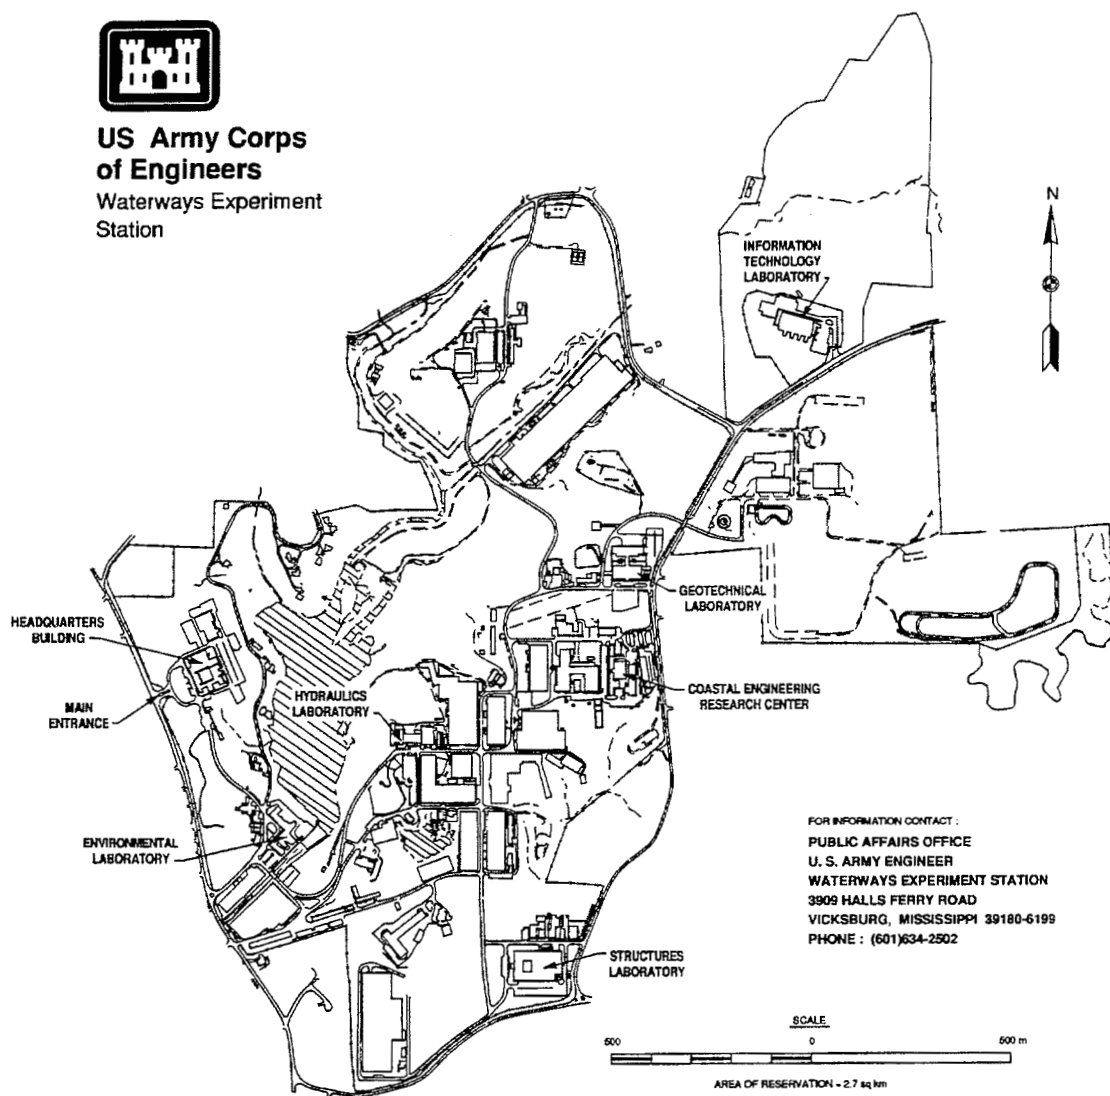 US Army Corps
of Engineers
Waterways Experiment
Station
N
INFORMATION
TECHNOLOGY
LABORATORY
HEADQUARTERS
BUILDING
MAIN
ENTRANCE
HYDRAULICS
LABORATORY
GEOTECHNICAL
LABORATORY
COASTAL ENGINEERING
RESEARCH CENTER
ENVIRONMENTAL
LABORATORY
STRUCTURES
LABORATORY
FOR INFORMATION CONTACT :
PUBLIC AFFAIRS OFFICE
U. S. ARMY ENGINEER
WATERWAYS EXPERIMENT STATION
3909 HALLS FERRY ROAD
VICKSBURG, MISSISSIPPI 39180-6199
PHONE : (601)634-2502
SCALE
500 0 500 m
AREA OF RESERVATION - 2.7 sq km